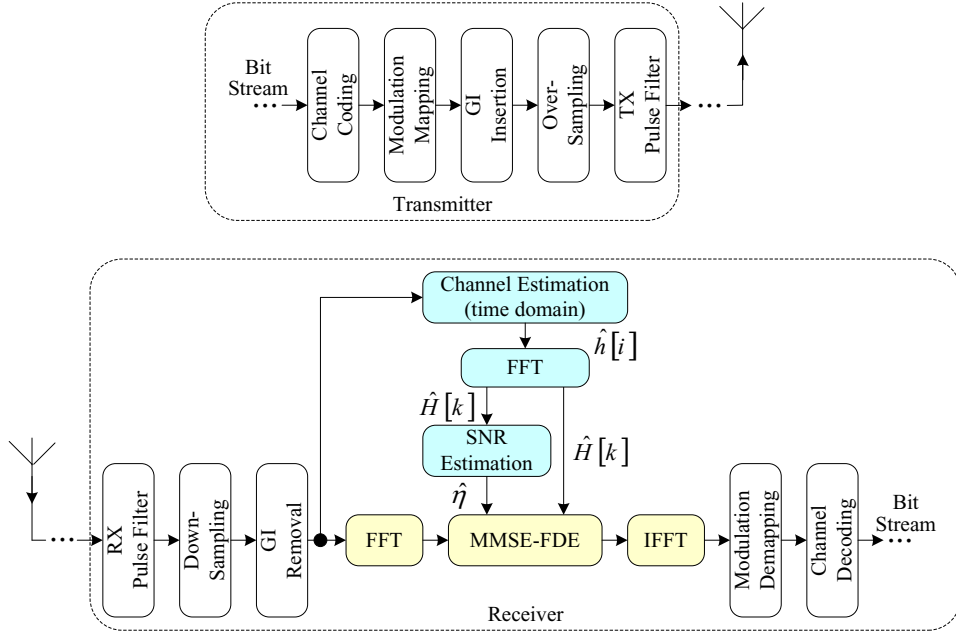 Bit
Stream
Channel
Coding
Modulation
Mapping
GI
Insertion
Over-
Sampling
TX
Pulse Filter
Transmitter
Channel Estimation
(time domain)
ĥ[i]
FFT
Ĥ[k]
SNR
Estimation
Ĥ[k]
η̂
RX
Pulse Filter
Down-
Sampling
GI
Removal
FFT
MMSE-FDE
IFFT
Modulation
Demapping
Channel
Decoding
Bit
Stream
Receiver